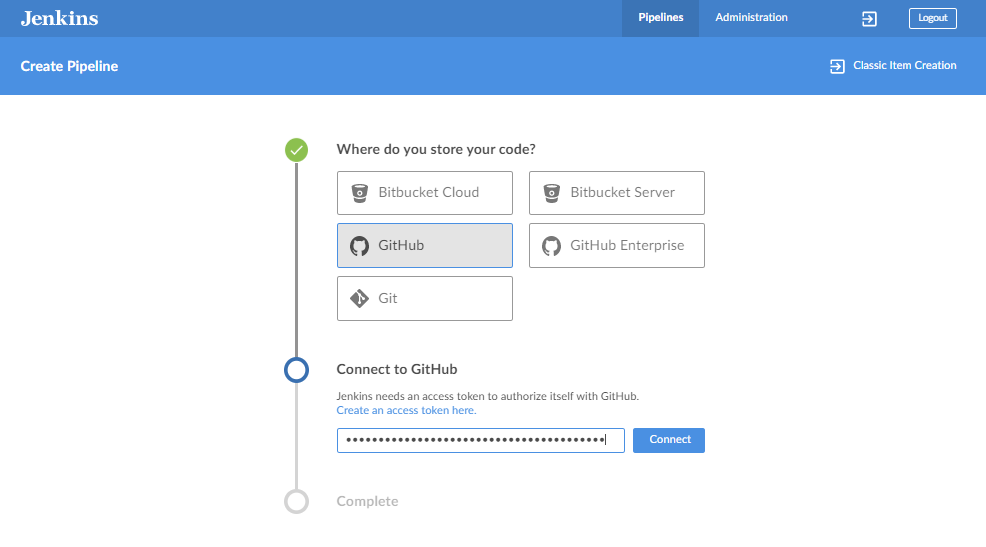 Jenkins
Pipelines
Administration
Logout
Create Pipeline
Classic Item Creation
Where do you store your code?
Bitbucket Cloud
Bitbucket Server
GitHub
GitHub Enterprise
Git
Connect to GitHub
Jenkins needs an access token to authorize itself with GitHub.
Create an access token here.
Connect
Complete